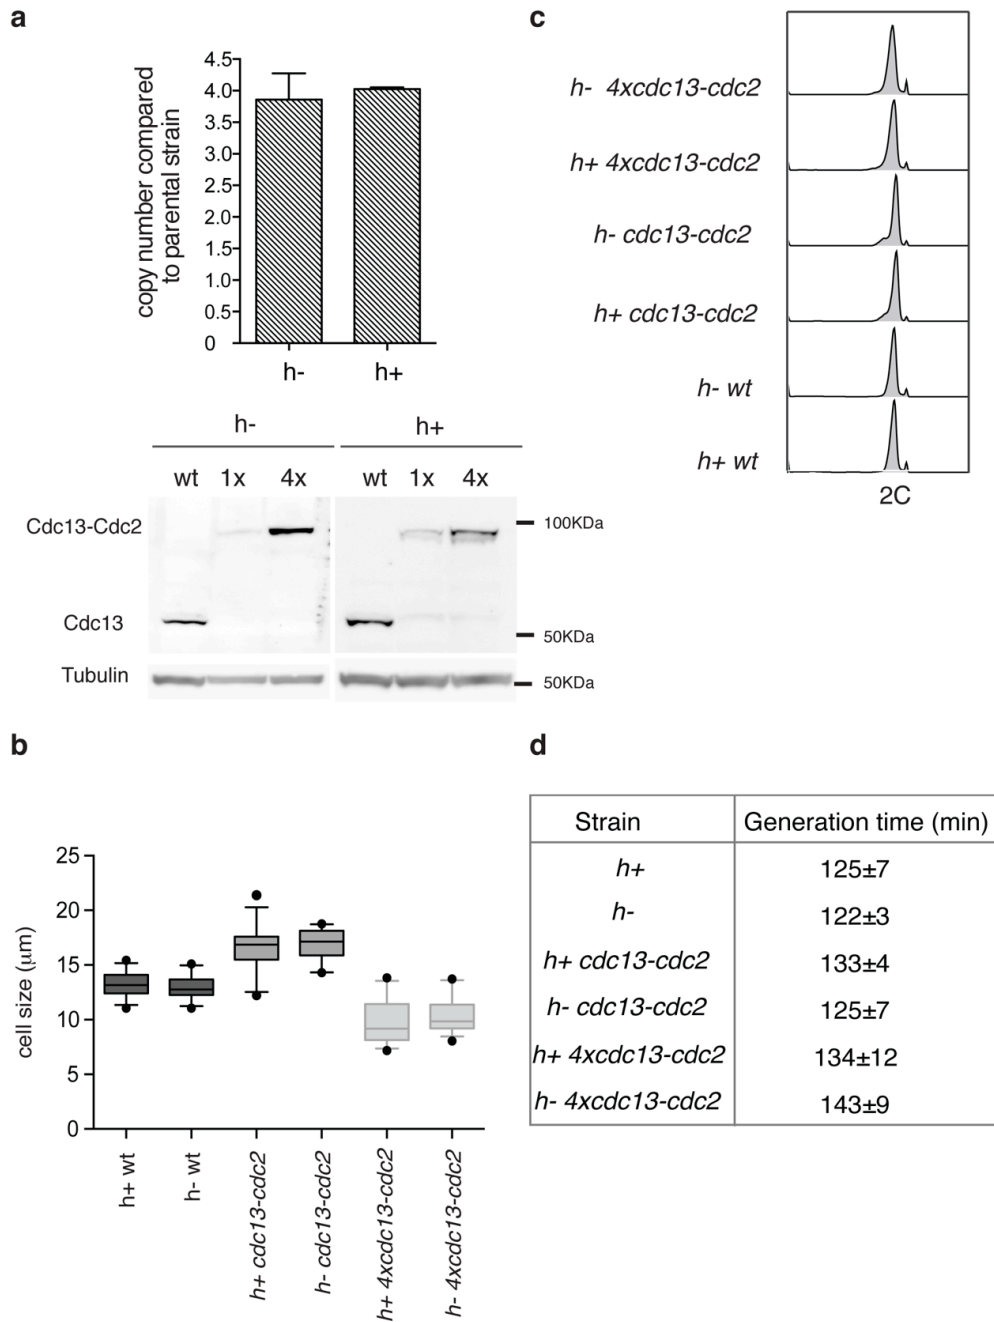 a
copy number compared
to parental strain
4.5
4.0
3.5
3.0
2.5
2.0
1.5
1.0
0.5
0
h-
h+
h-
h+
wt 1x 4x
wt 1x 4x
Cdc13-Cdc2
Cdc13
Tubulin
100KDa
50KDa
50KDa
b
cell size (μm)
25
20
15
10
5
0
h+ wt
h- wt
h+ cdc13-cdc2
h- cdc13-cdc2
h+ 4xcdc13-cdc2
h- 4xcdc13-cdc2
c
h- 4xcdc13-cdc2
h+ 4xcdc13-cdc2
h- cdc13-cdc2
h+ cdc13-cdc2
h- wt
h+ wt
2C
d
Strain Generation time (min)
h+ 125±7
h- 122±3
h+ cdc13-cdc2 133±4
h- cdc13-cdc2 125±7
h+ 4xcdc13-cdc2 134±12
h- 4xcdc13-cdc2 143±9